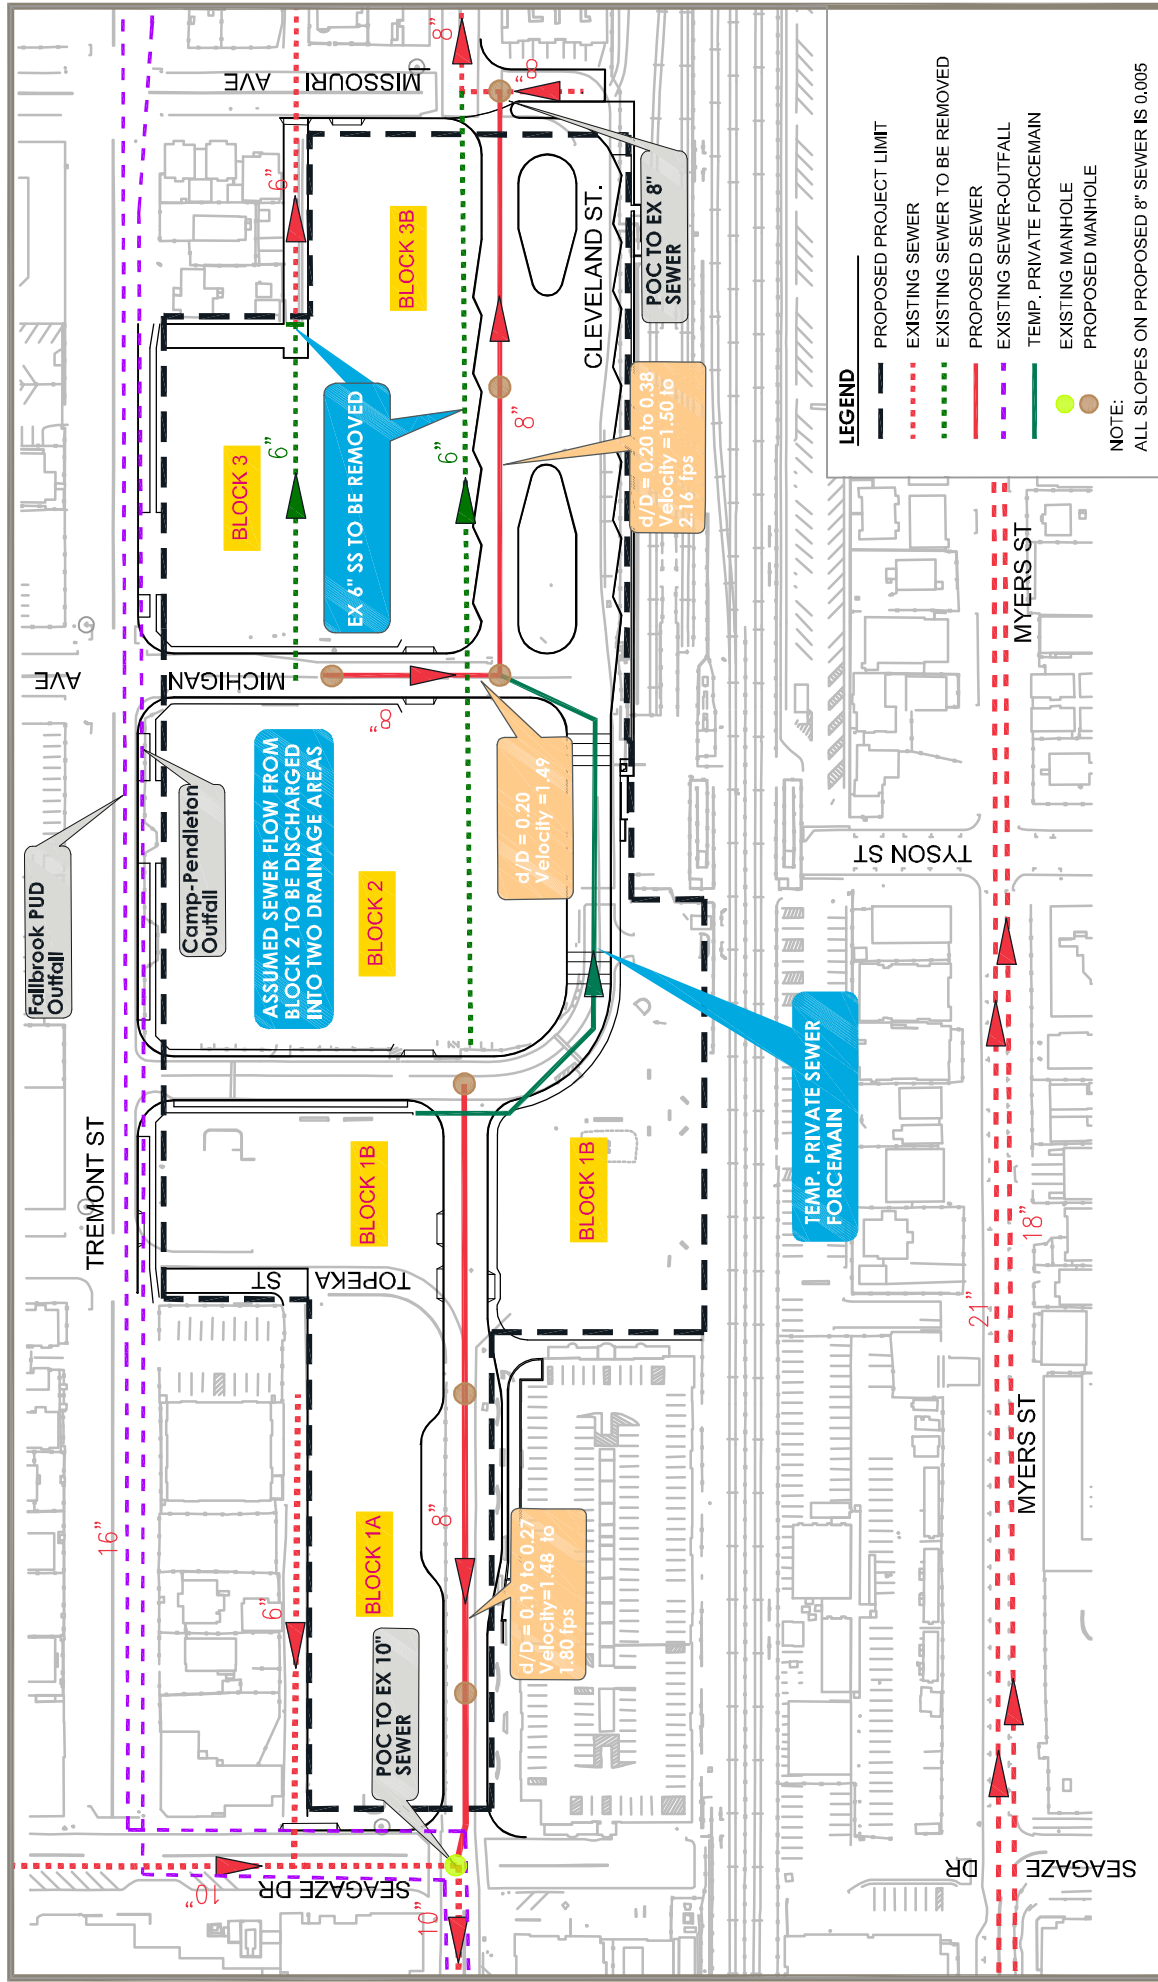 Fallbrook PUD
Outfall
Camp-Pendleton
Outfall
TREMONT ST
16"
AVE
MICHIGAN
MISSOURI AVE
TOPEKA ST
SEAGAZE DR
10"
6"
BLOCK 1A
BLOCK 1B
BLOCK 1B
BLOCK 2
BLOCK 3
BLOCK 3B
ASSUMED SEWER FLOW FROM
BLOCK 2 TO BE DISCHARGED
INTO TWO DRAINAGE AREAS
EX 6" SS TO BE REMOVED
6"
6"
6"
8"
8"
8"
8"
8"
10"
POC TO EX 10"
SEWER
d/D = 0.19 to 0.27
Velocity=1.48 to
1.80 fps
d/D = 0.20
Velocity =1.49
d/D = 0.20 to 0.38
Velocity =1.50 to
2.16 fps
CLEVELAND ST.
POC TO EX 8"
SEWER
TEMP. PRIVATE SEWER
FORCEMAIN
TYSON ST
MYERS ST
MYERS ST
21"
18"
SEAGAZE
DR
LEGEND
PROPOSED PROJECT LIMIT
EXISTING SEWER
EXISTING SEWER TO BE REMOVED
PROPOSED SEWER
EXISTING SEWER-OUTFALL
TEMP. PRIVATE FORCEMAIN
EXISTING MANHOLE
PROPOSED MANHOLE
NOTE:
ALL SLOPES ON PROPOSED 8" SEWER IS 0.005